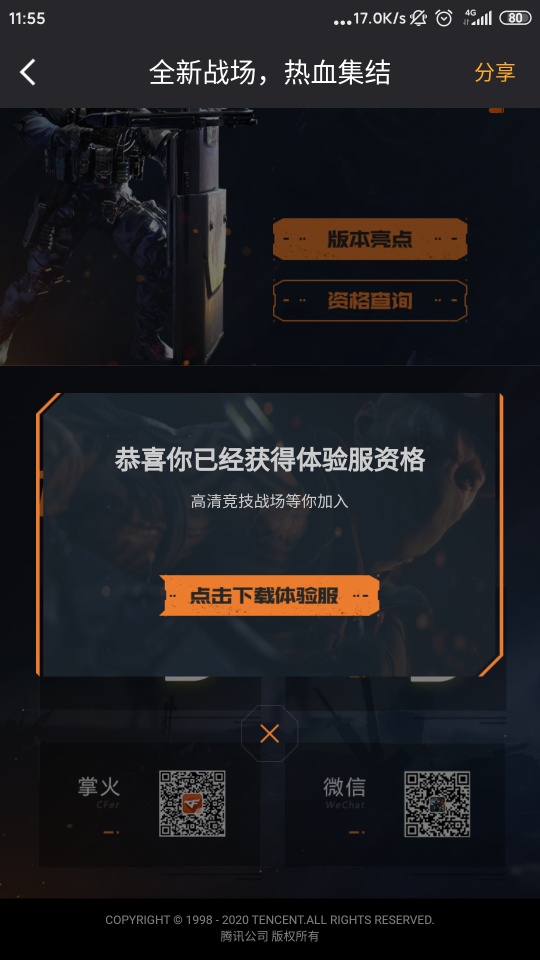 11:55
...17.0K/s
4G
80
全新战场，热血集结
分享
版本亮点
资格查询
恭喜你已经获得体验服资格
高清竞技战场等你加入
点击下载体验服
掌火
CFer
微信
WeChat
COPYRIGHT © 1998 - 2020 TENCENT.ALL RIGHTS RESERVED.
腾讯公司 版权所有